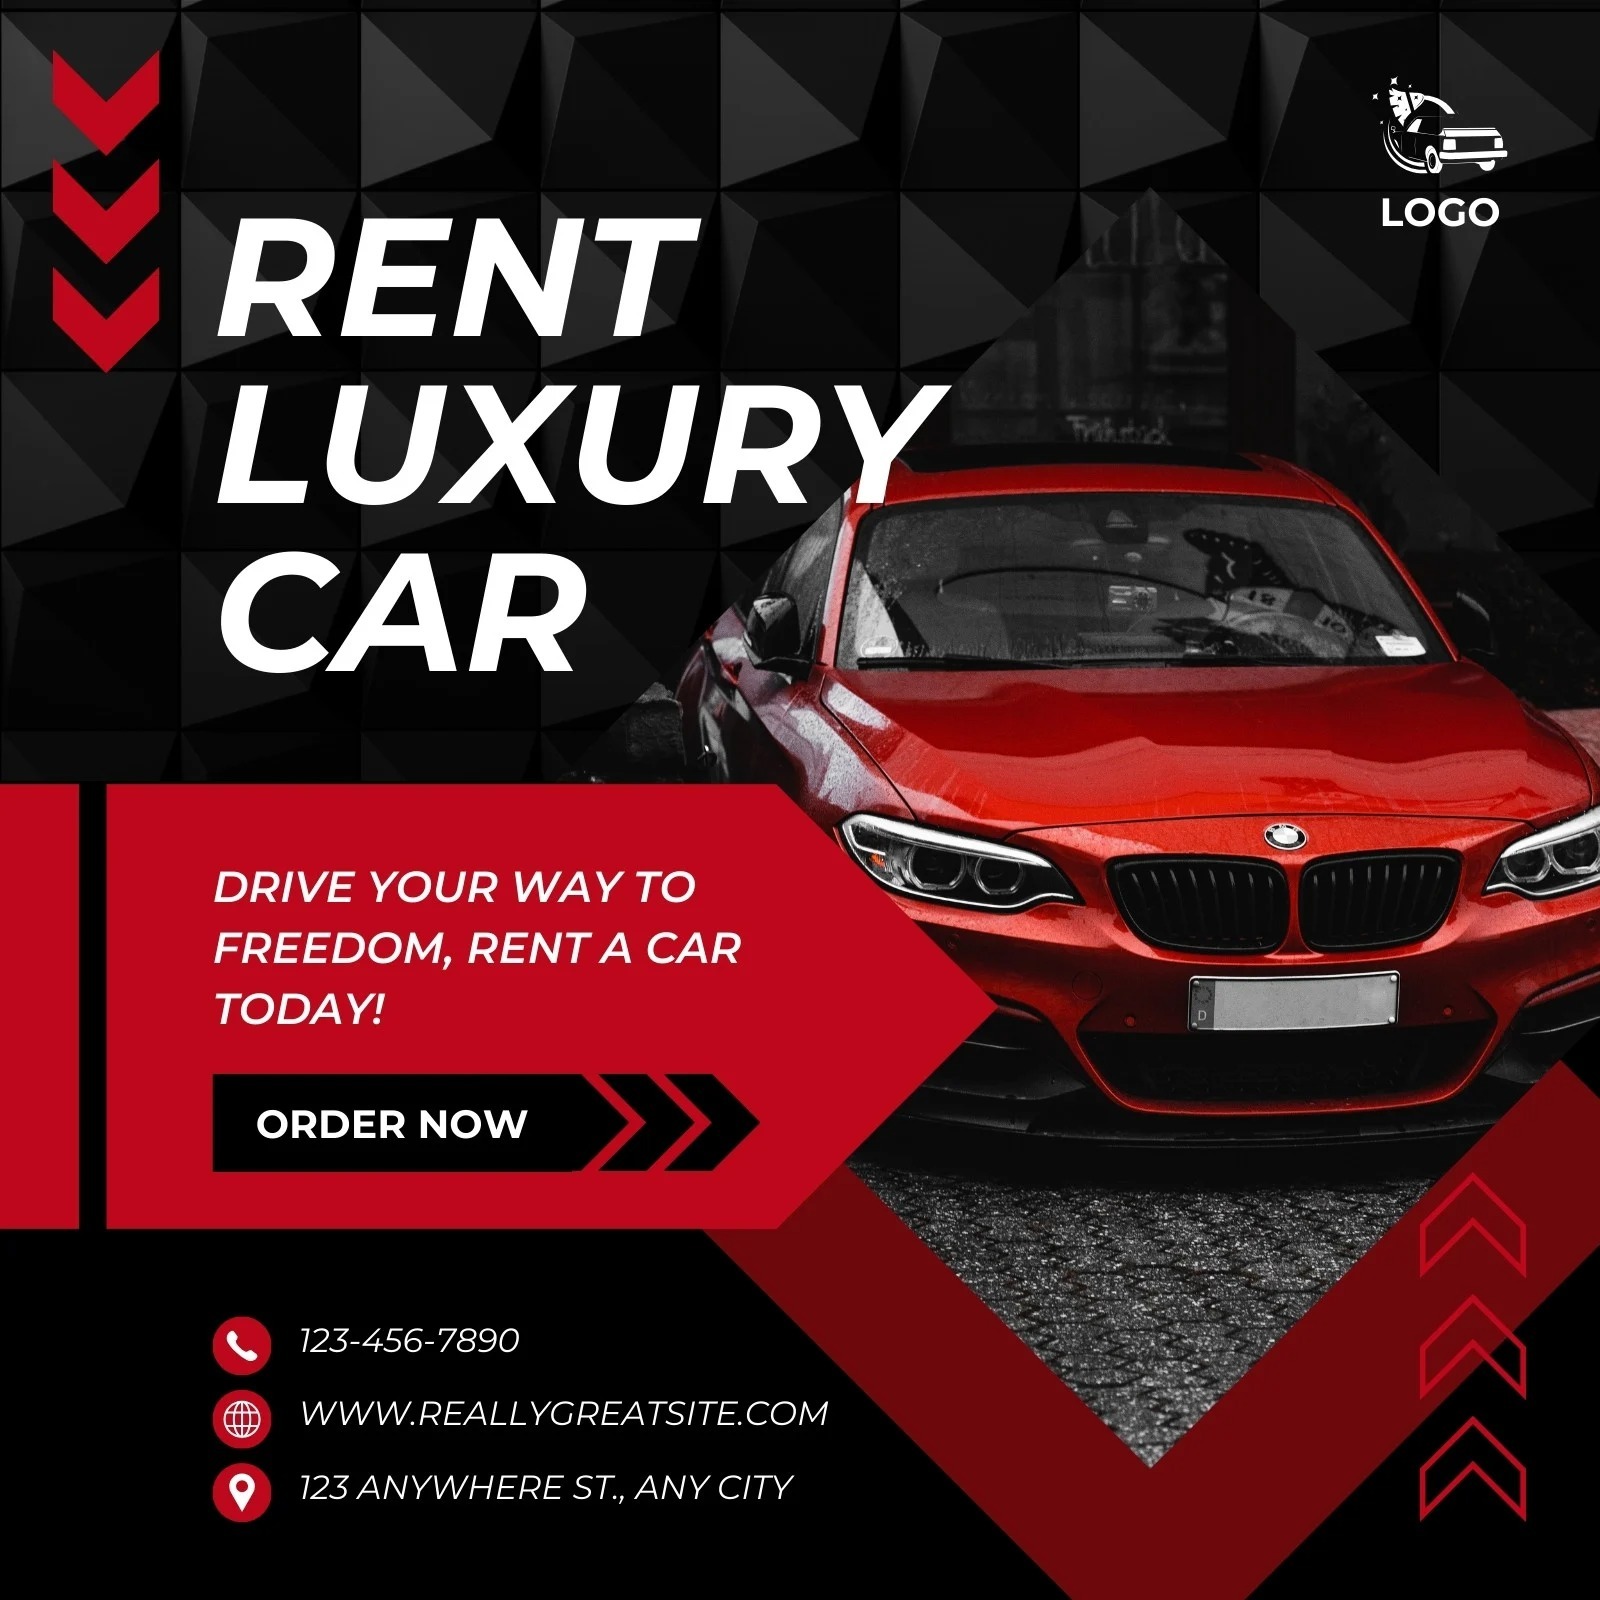 LOGO
RENT
LUXURY
CAR
DRIVE YOUR WAY TO
FREEDOM, RENT A CAR
TODAY!
ORDER NOW
D
123-456-7890
WWW.REALLYGREATSITE.COM
123 ANYWHERE ST., ANY CITY